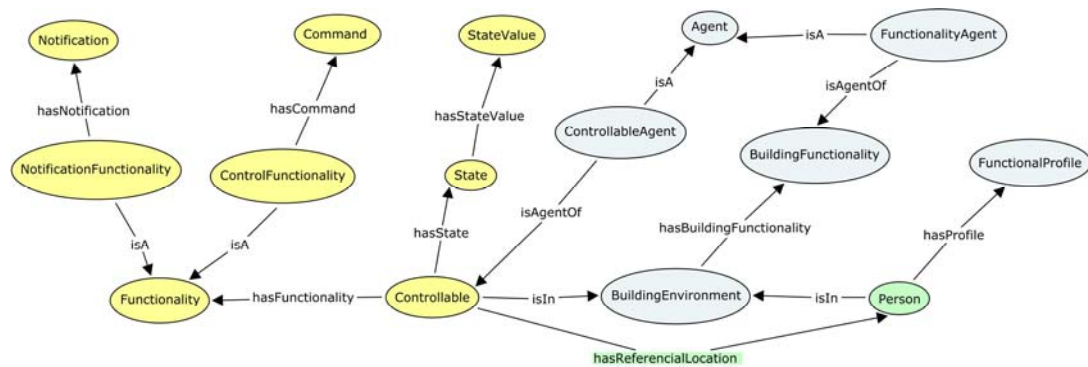 Notification
Command
StateValue
Agent
FunctionalityAgent
isA
isA
isAgentOf
hasNotification
hasCommand
hasStateValue
ControllableAgent
BuildingFunctionality
NotificationFunctionality
ControlFunctionality
State
FunctionalProfile
isAgentOf
hasState
hasBuildingFunctionality
hasProfile
isA
isA
Functionality
hasFunctionality
Controllable
isIn
BuildingEnvironment
isIn
Person
hasReferencialLocation